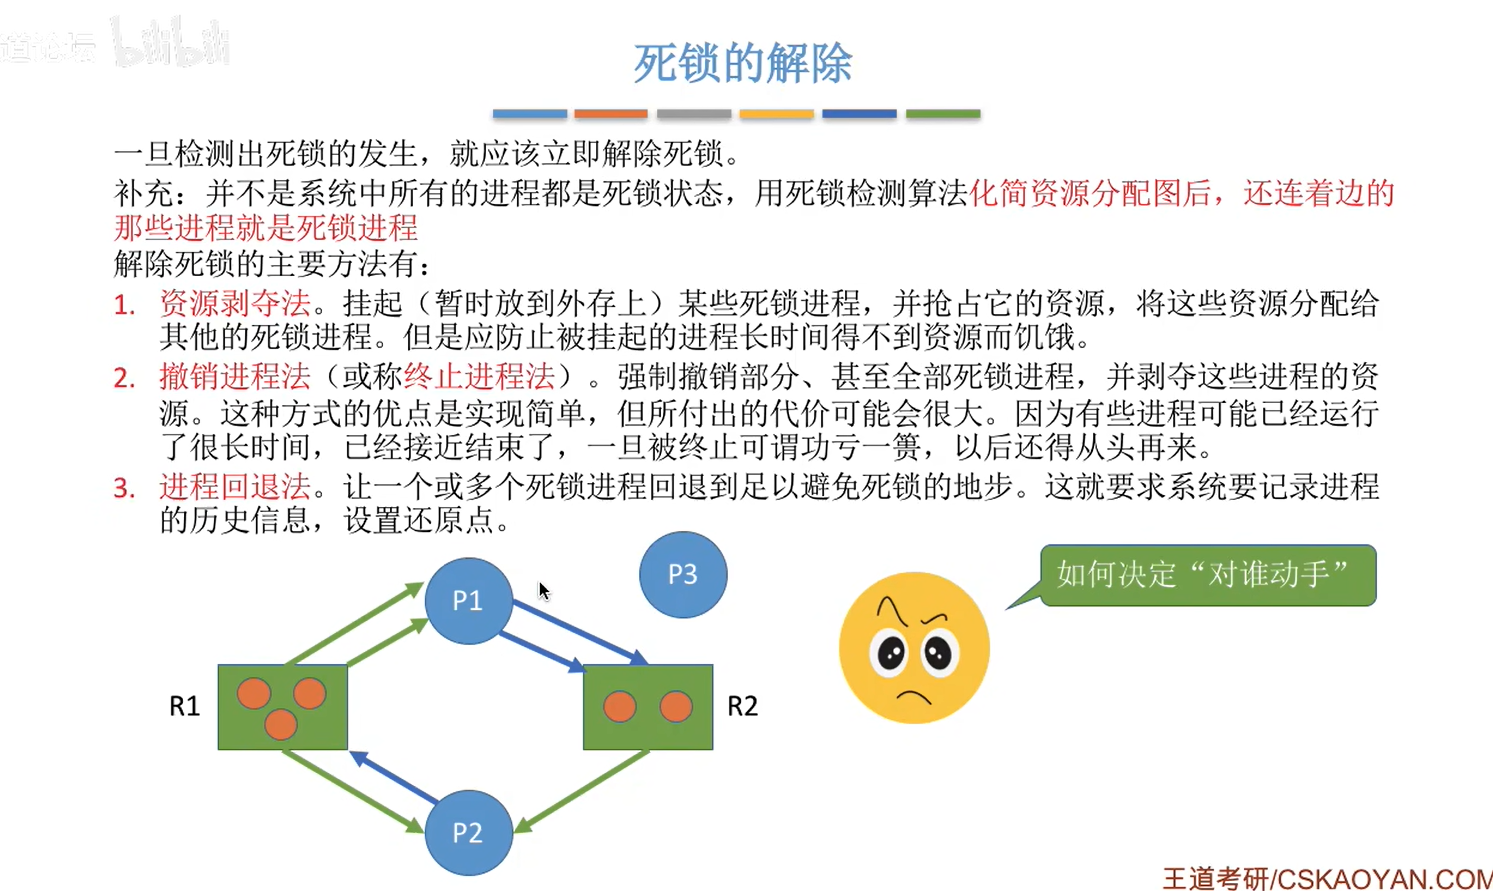 道论坛 bilibili
死锁的解除
一旦检测出死锁的发生，就应该立即解除死锁。
补充：并不是系统中所有的进程都是死锁状态，用死锁检测算法化简资源分配图后，还连着边的
那些进程就是死锁进程
解除死锁的主要方法有：
1. 资源剥夺法。挂起（暂时放到外存上）某些死锁进程，并抢占它的资源，将这些资源分配给
其他的死锁进程。但是应防止被挂起的进程长时间得不到资源而饥饿。
2. 撤销进程法（或称终止进程法）。强制撤销部分、甚至全部死锁进程，并剥夺这些进程的资
源。这种方式的优点是实现简单，但所付出的代价可能会很大。因为有些进程可能已经运行
了很长时间，已经接近结束了，一旦被终止可谓功亏一篑，以后还得从头再来。
3. 进程回退法。让一个或多个死锁进程回退到足以避免死锁的地步。这就要求系统要记录进程
的历史信息，设置还原点。
P3
如何决定“对谁动手”
P1
R1
R2
P2
王道考研/CSKAOYAN.COM